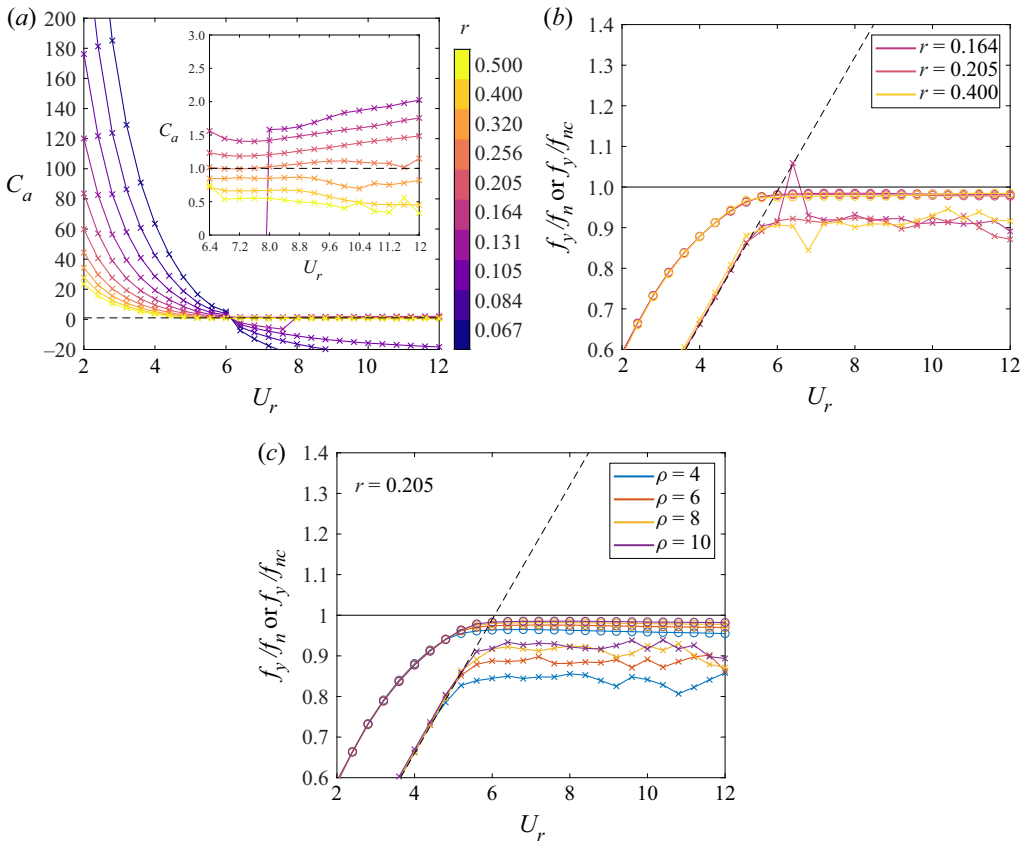 (a)
200
180
160
140
120
100
80
60
40
20
0
–20
C_a
2 4 6 8 10 12
U_r
3.0
2.5
2.0
1.5
1.0
0.5
0
C_a
6.4 7.2 8.0 8.8 9.6 10.4 11.2 12
U_r
r
0.500
0.400
0.320
0.256
0.205
0.164
0.131
0.105
0.084
0.067
(b)
1.4
1.3
1.2
1.1
1.0
0.9
0.8
0.7
0.6
f_y/f_n or f_y/f_nc
r = 0.164
r = 0.205
r = 0.400
2 4 6 8 10 12
U_r
(c)
1.4
1.3
1.2
1.1
1
0.9
0.8
0.7
0.6
f_y/f_n or f_y/f_nc
r = 0.205
ρ = 4
ρ = 6
ρ = 8
ρ = 10
2 4 6 8 10 12
U_r